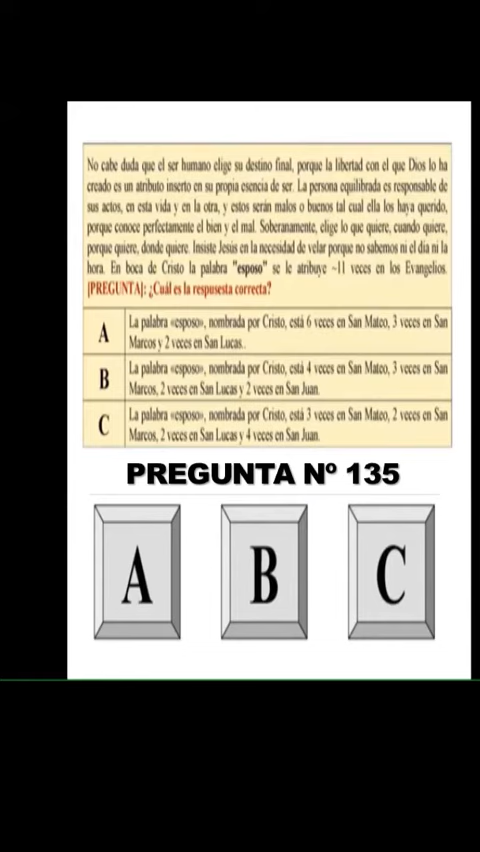 No cabe duda que el ser humano elige su destino final, porque la libertad con el que Dios lo ha
creado es un atributo inserto en su propia esencia de ser. La persona equilibrada es responsable de
sus actos, en esta vida y en la otra, y estos serán malos o buenos tal cual ella los haya querido,
porque conoce perfectamente el bien y el mal. Soberanamente, elige lo que quiere, cuando quiere,
porque quiere, donde quiere. Insiste Jesús en la necesidad de velar porque no sabemos ni el día ni la
hora. En boca de Cristo la palabra "esposo" se le atribuye ~11 veces en los Evangelios.
[PREGUNTA]: ¿Cuál es la respusesta correcta?
A
La palabra «esposo», nombrada por Cristo, está 6 veces en San Mateo, 3 veces en San
Marcos y 2 veces en San Lucas..
B
La palabra «esposo», nombrada por Cristo, está 4 veces en San Mateo, 3 veces en San
Marcos, 2 veces en San Lucas y 2 veces en San Juan.
C
La palabra «esposo», nombrada por Cristo, está 3 veces en San Mateo, 2 veces en San
Marcos, 2 veces en San Lucas y 4 veces en San Juan.
PREGUNTA Nº 135
A B C